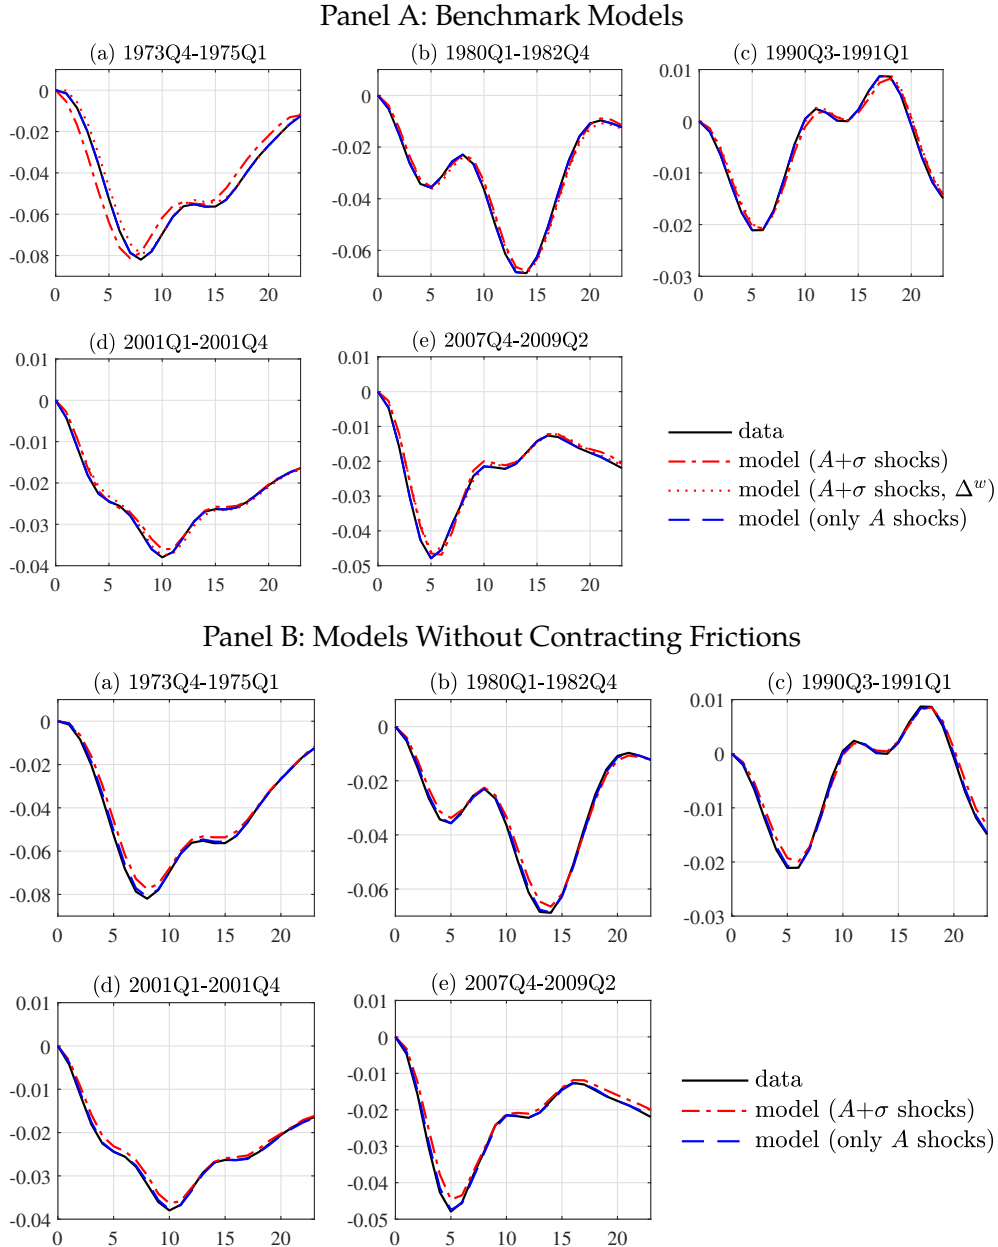 Panel A: Benchmark Models
(a) 1973Q4-1975Q1
0
-0.02
-0.04
-0.06
-0.08
0 5 10 15 20
(b) 1980Q1-1982Q4
0
-0.02
-0.04
-0.06
0 5 10 15 20
(c) 1990Q3-1991Q1
0.01
0
-0.01
-0.02
-0.03
0 5 10 15 20
(d) 2001Q1-2001Q4
0.01
0
-0.01
-0.02
-0.03
-0.04
0 5 10 15 20
(e) 2007Q4-2009Q2
0.01
0
-0.01
-0.02
-0.03
-0.04
-0.05
0 5 10 15 20
data
model (A+σ shocks)
model (A+σ shocks, Δ^w)
model (only A shocks)
Panel B: Models Without Contracting Frictions
(a) 1973Q4-1975Q1
0
-0.02
-0.04
-0.06
-0.08
0 5 10 15 20
(b) 1980Q1-1982Q4
0
-0.02
-0.04
-0.06
0 5 10 15 20
(c) 1990Q3-1991Q1
0.01
0
-0.01
-0.02
-0.03
0 5 10 15 20
(d) 2001Q1-2001Q4
0.01
0
-0.01
-0.02
-0.03
-0.04
0 5 10 15 20
(e) 2007Q4-2009Q2
0.01
0
-0.01
-0.02
-0.03
-0.04
-0.05
0 5 10 15 20
data
model (A+σ shocks)
model (only A shocks)